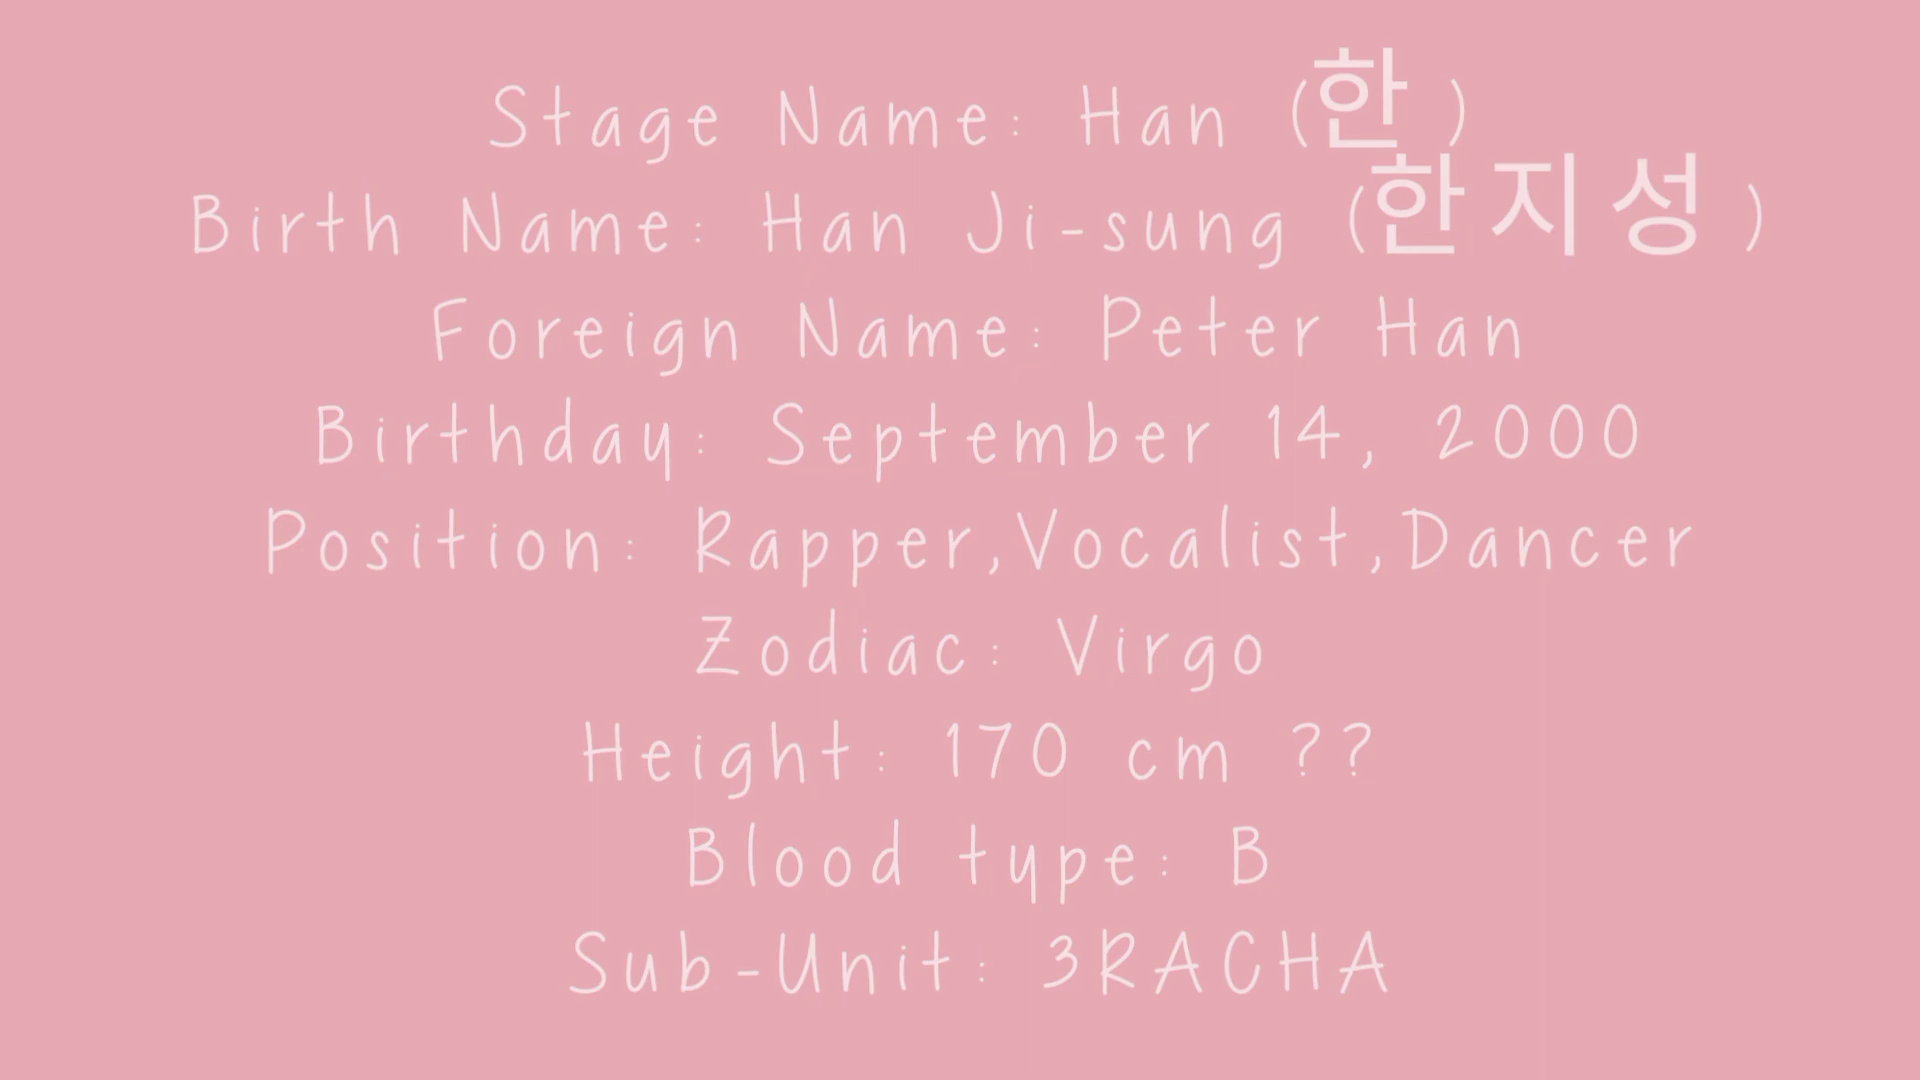 Stage Name: Han (한 )
Birth Name: Han Ji-sung (한지성 )
Foreign Name: Peter Han
Birthday: September 14, 2000
Position: Rapper,Vocalist,Dancer
Zodiac: Virgo
Height: 170 cm ??
Blood type: B
Sub-Unit: 3RACHA